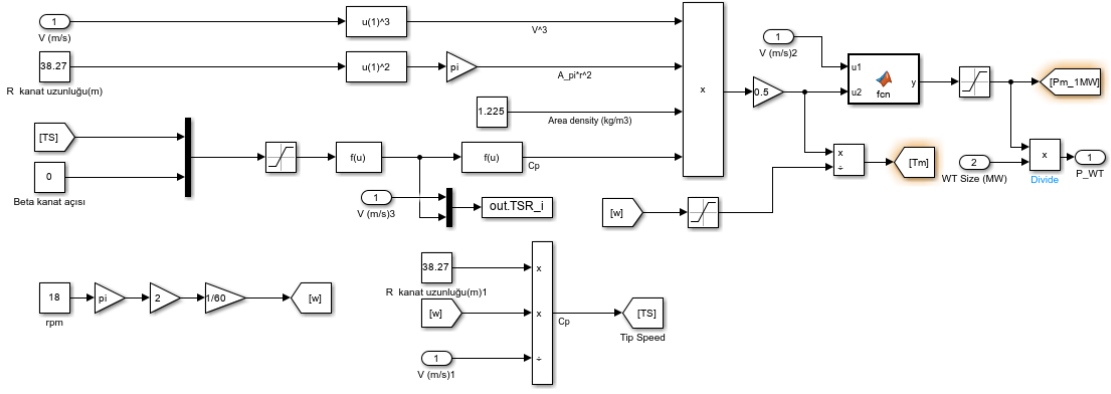 1
V (m/s)
u(1)^3
V^3
38.27
R kanat uzunluğu(m)
u(1)^2
pi
A_pi*r^2
1.225
Area density (kg/m3)
x
0.5
1
V (m/s)2
u1
u2
fcn
y
[Pm_1MW]
[TS]
0
Beta kanat açısı
f(u)
f(u)
Cp
1
V (m/s)3
out.TSR_i
[w]
x
÷
[Tm]
2
WT Size (MW)
x
Divide
1
P_WT
18
rpm
pi
2
1/60
[w]
38.27
R kanat uzunluğu(m)1
[w]
1
V (m/s)1
x
x
÷
Cp
[TS]
Tip Speed